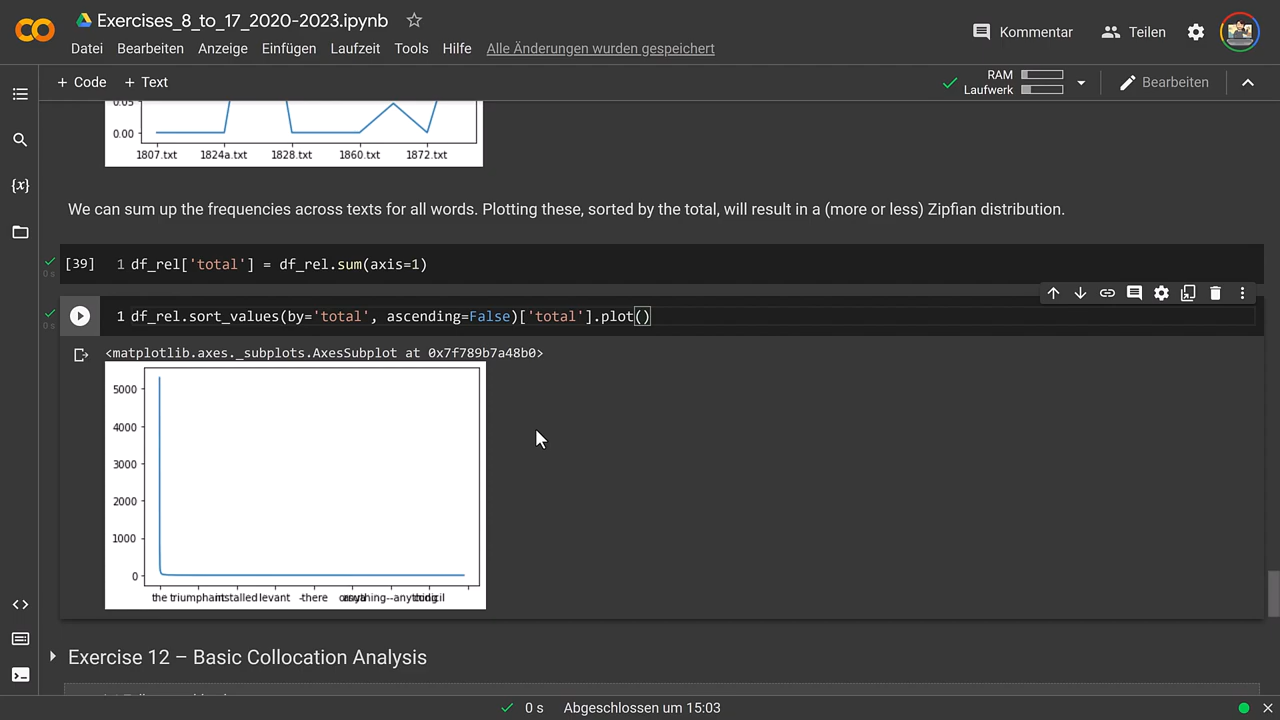 Exercises_8_to_17_2020-2023.ipynb
Kommentar
Teilen
Datei Bearbeiten Anzeige Einfügen Laufzeit Tools Hilfe Alle Änderungen wurden gespeichert
+ Code + Text
RAM
Laufwerk
Bearbeiten
0.05
0.00
1807.txt 1824a.txt 1828.txt 1860.txt 1872.txt
We can sum up the frequencies across texts for all words. Plotting these, sorted by the total, will result in a (more or less) Zipfian distribution.
0 s
[39] 1 df_rel['total'] = df_rel.sum(axis=1)
0 s
1 df_rel.sort_values(by='total', ascending=False)['total'].plot()
<matplotlib.axes._subplots.AxesSubplot at 0x7f789b7a48b0>
5000
4000
3000
2000
1000
0
the triumphant installed levant -there
Exercise 12 – Basic Collocation Analysis
0 s Abgeschlossen um 15:03